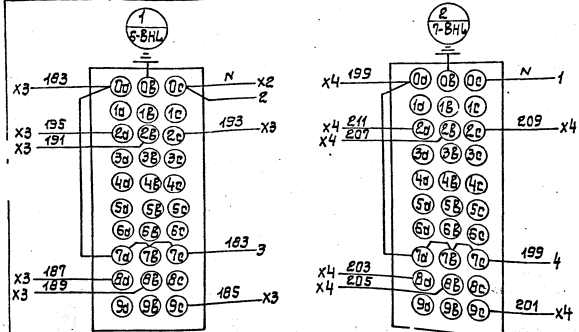 1 2
5-ВНL 7-ВНL
X3 183 0а 0В 0с N X2 X4 199 0а 0В 0с N 1
2
1а 1В 1с 1а 1В 1с
X3 195 2а 2В 2с 193 X3 X4 211 2а 2В 2с 209 X4
X3 191 X4 207
3а 3В 3с 3а 3В 3с
4а 4В 4с 4а 4В 4с
5а 5В 5с 5а 5В 5с
6а 6В 6с 6а 6В 6с
7а 7В 7с 183 3 7а 7В 7с 199 4
X3 187 8а 8В 8с X4 203 8а 8В 8с
X3 189 X4 205
9а 9В 9с 185 X3 9а 9В 9с 201 X4